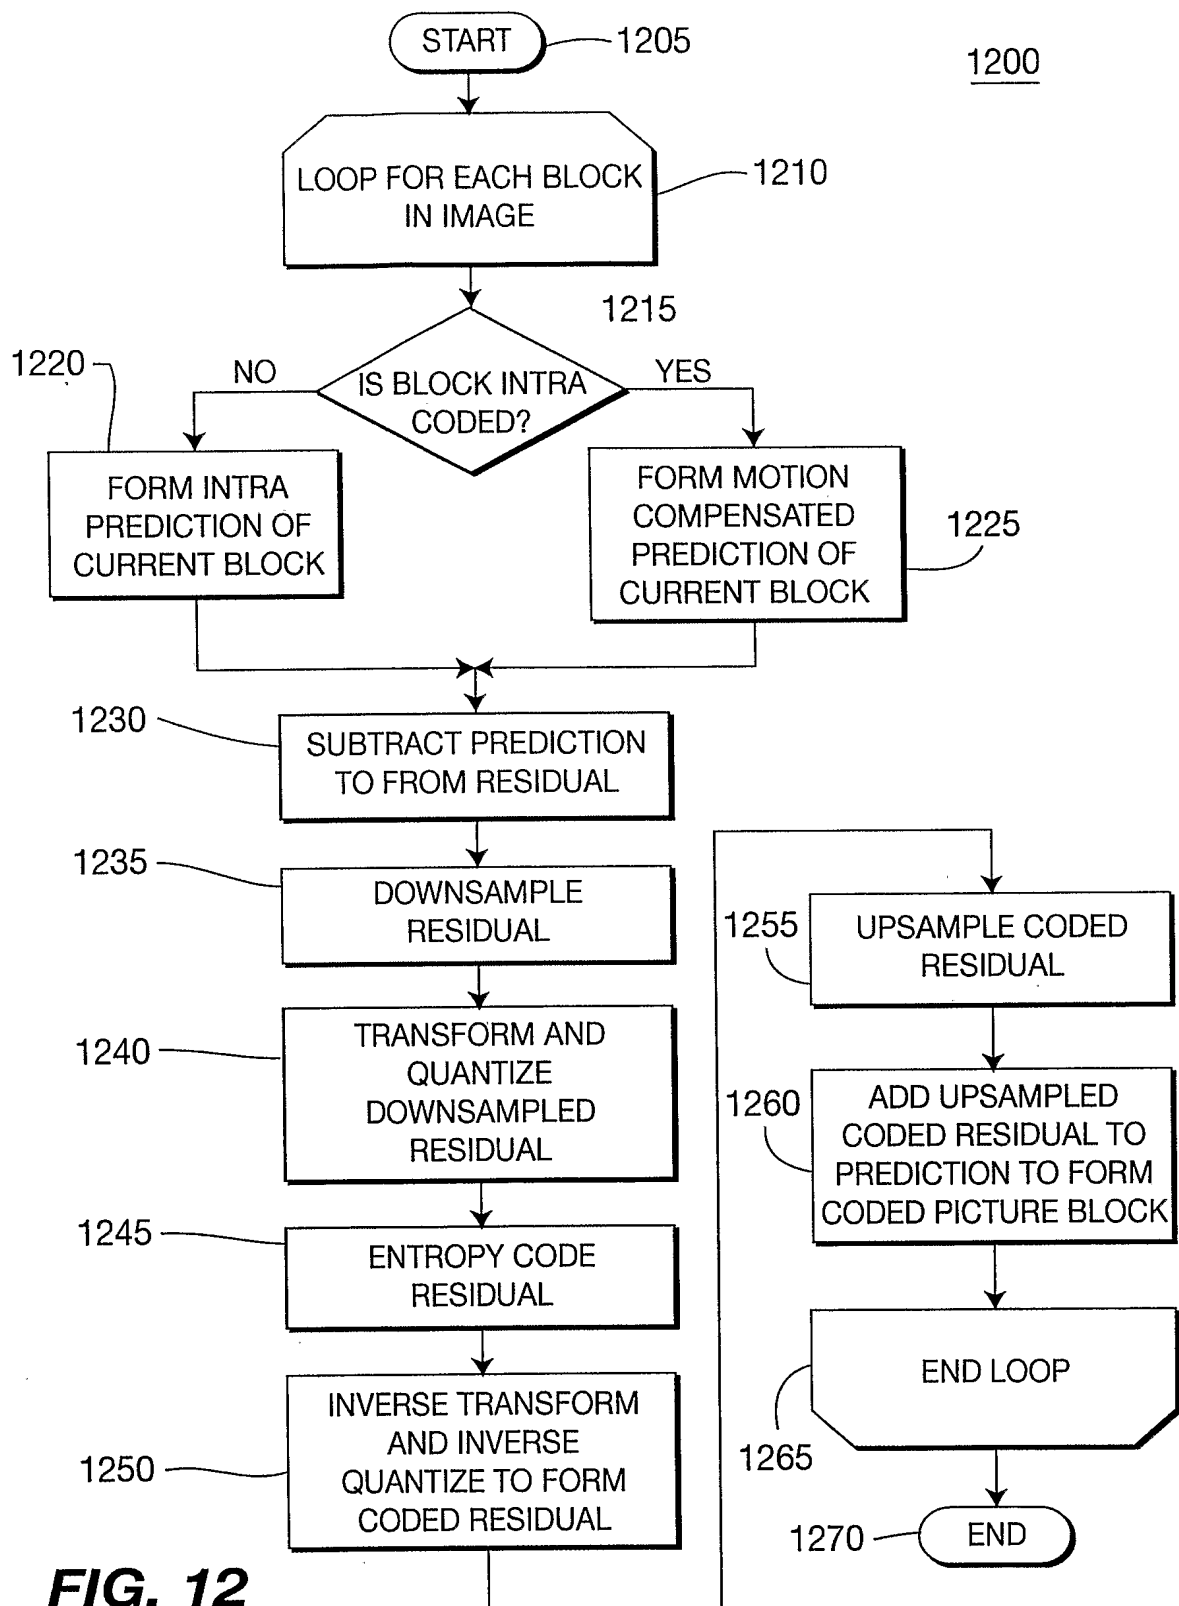 START
1205
1200
LOOP FOR EACH BLOCK
IN IMAGE
1210
1215
IS BLOCK INTRA
CODED?
NO
YES
1220
FORM INTRA
PREDICTION OF
CURRENT BLOCK
FORM MOTION
COMPENSATED
PREDICTION OF
CURRENT BLOCK
1225
1230
SUBTRACT PREDICTION
TO FROM RESIDUAL
1235
DOWNSAMPLE
RESIDUAL
1240
TRANSFORM AND
QUANTIZE
DOWNSAMPLED
RESIDUAL
1245
ENTROPY CODE
RESIDUAL
1250
INVERSE TRANSFORM
AND INVERSE
QUANTIZE TO FORM
CODED RESIDUAL
1255
UPSAMPLE CODED
RESIDUAL
1260
ADD UPSAMPLED
CODED RESIDUAL TO
PREDICTION TO FORM
CODED PICTURE BLOCK
END LOOP
1265
1270
END
FIG. 12